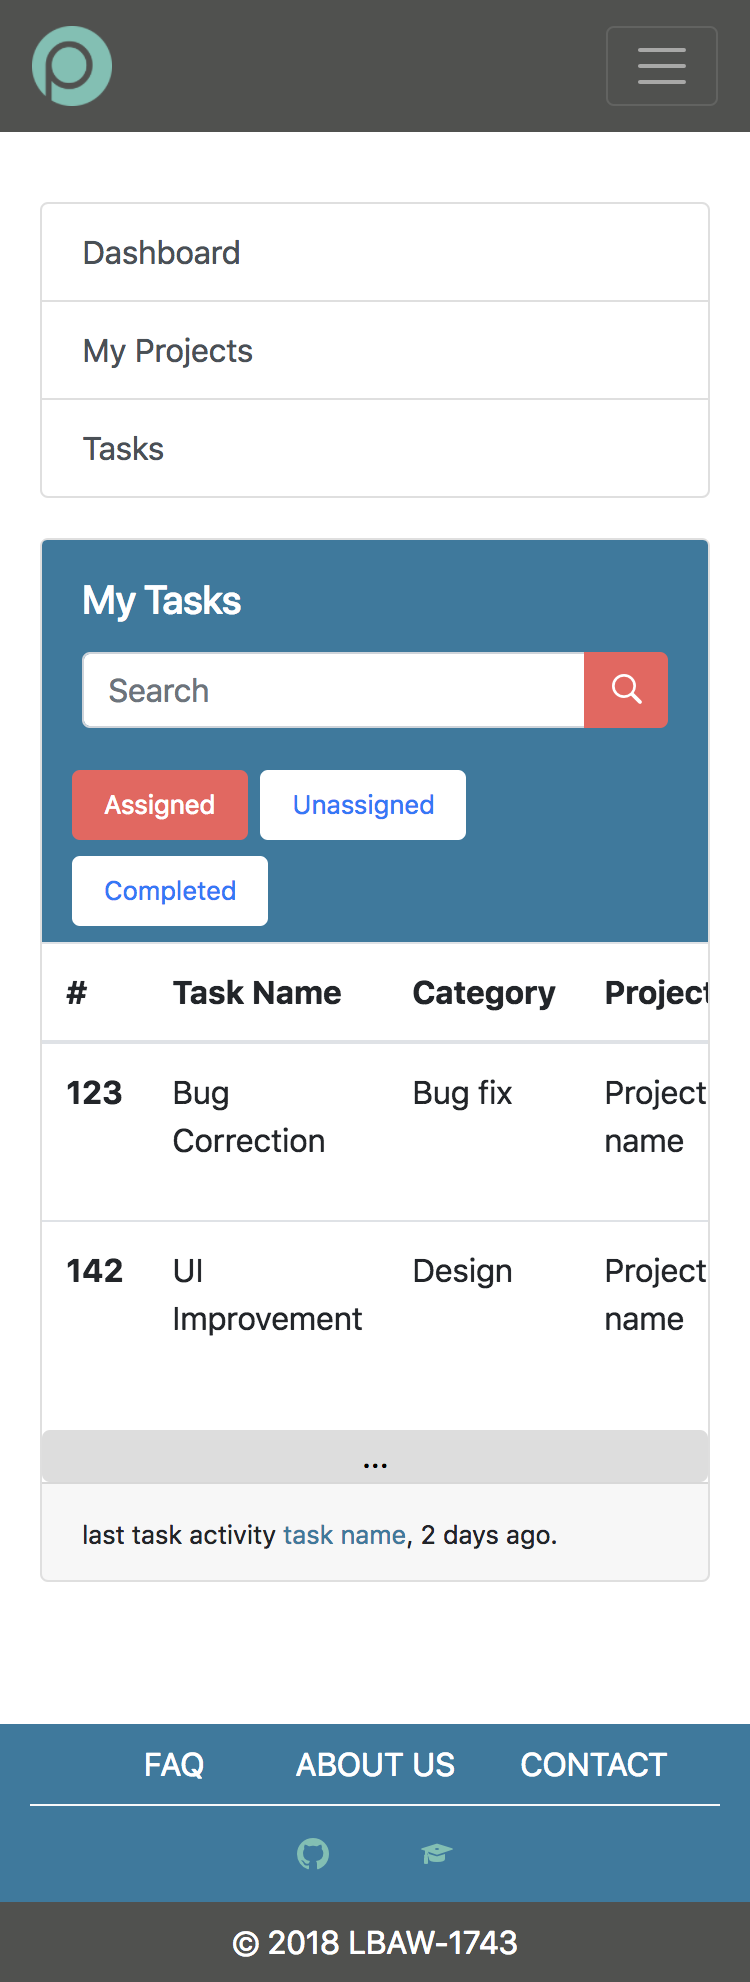 Dashboard
My Projects
Tasks
My Tasks
Search
Assigned Unassigned
Completed
# Task Name Category Project
123 Bug Bug fix Project
Correction name
142 UI Design Project
Improvement name
...
last task activity task name, 2 days ago.
FAQ ABOUT US CONTACT
© 2018 LBAW-1743